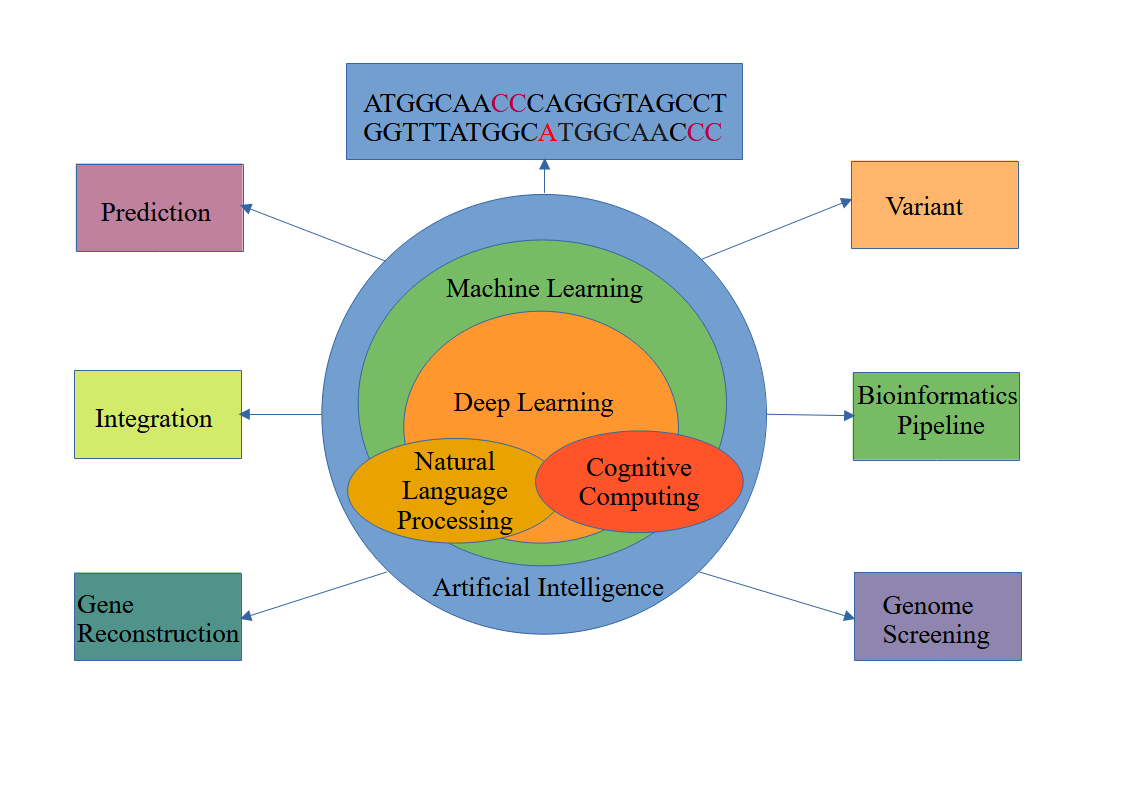 ATGGCAACCCAGGGTAGCCT
GGTTTATGGCATGGCAACCC
Prediction
Variant
Machine Learning
Deep Learning
Integration
Bioinformatics
Pipeline
Natural
Language
Processing
Cognitive
Computing
Artificial Intelligence
Gene
Reconstruction
Genome
Screening